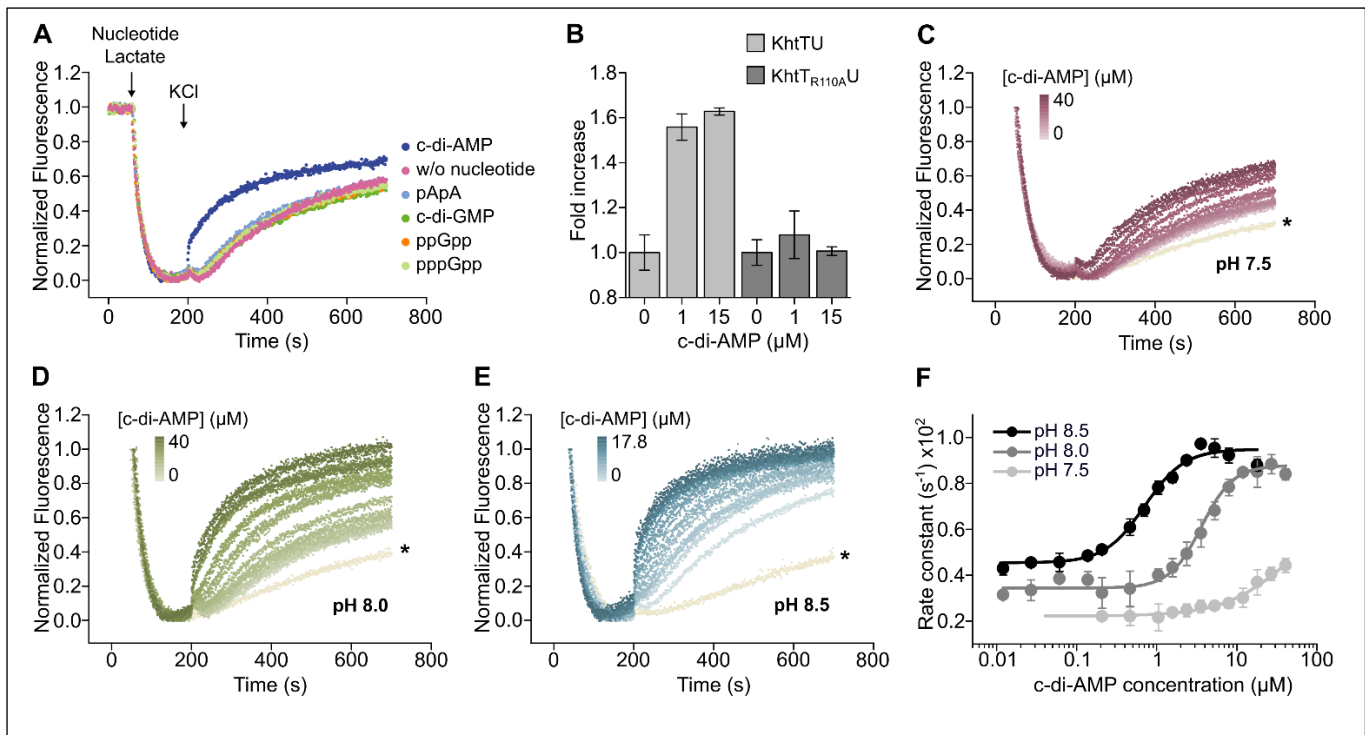 A
Nucleotide
Lactate
KCl
Normalized Fluorescence
1.2
1.0
0.8
0.6
0.4
0.2
0.0
0 200 400 600 800
Time (s)
c-di-AMP
w/o nucleotide
pApA
c-di-GMP
ppGpp
pppGpp
B
KhtTU
KhtTR110AU
Fold increase
1.8
1.6
1.4
1.2
1.0
0.8
0 1 15 0 1 15
c-di-AMP (µM)
C
[c-di-AMP] (µM)
40
0
Normalized Fluorescence
1.2
1.0
0.8
0.6
0.4
0.2
0.0
*
pH 7.5
0 200 400 600 800
Time (s)
D
[c-di-AMP] (µM)
40
0
Normalized Fluorescence
1.2
1.0
0.8
0.6
0.4
0.2
0.0
*
pH 8.0
0 200 400 600 800
Time (s)
E
[c-di-AMP] (µM)
17.8
0
Normalized Fluorescence
1.2
1.0
0.8
0.6
0.4
0.2
0.0
*
pH 8.5
0 200 400 600 800
Time (s)
F
pH 8.5
pH 8.0
pH 7.5
Rate constant (s-1) x102
1.0
0.8
0.6
0.4
0.2
0.01 0.1 1 10 100
c-di-AMP concentration (µM)